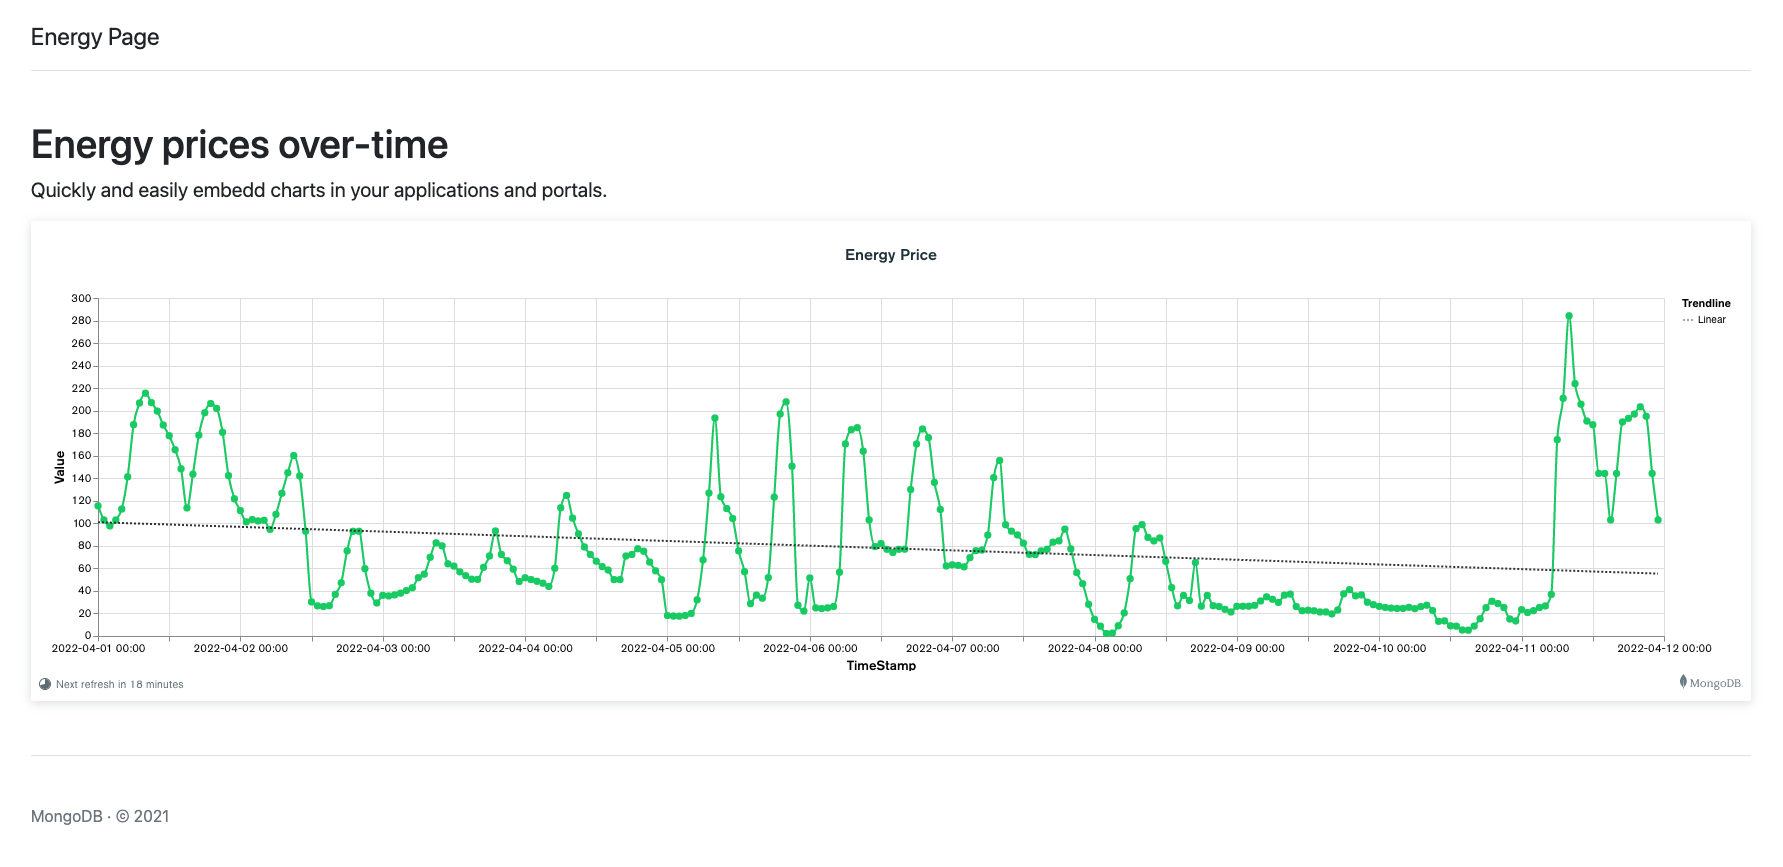 Energy Page
Energy prices over-time
Quickly and easily embedd charts in your applications and portals.
Energy Price
Value
300
280
260
240
220
200
180
160
140
120
100
80
60
40
20
0
2022-04-01 00:00 2022-04-02 00:00 2022-04-03 00:00 2022-04-04 00:00 2022-04-05 00:00 2022-04-06 00:00 2022-04-07 00:00 2022-04-08 00:00 2022-04-09 00:00 2022-04-10 00:00 2022-04-11 00:00 2022-04-12 00:00
TimeStamp
Trendline
Linear
Next refresh in 18 minutes
MongoDB.
MongoDB · © 2021